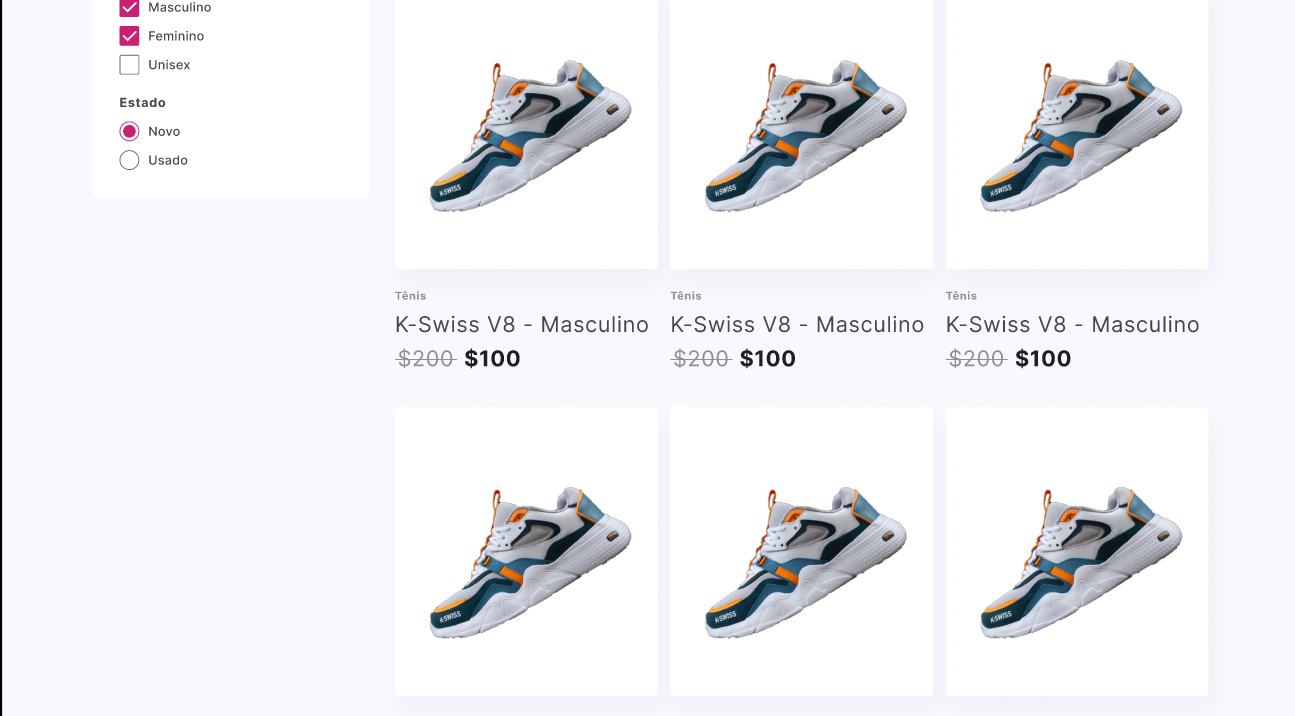 Masculino
Feminino
Unisex
Estado
Novo
Usado
K-SWISS
K-SWISS
K-SWISS
Tênis
K-Swiss V8 - Masculino
$200 $100
Tênis
K-Swiss V8 - Masculino
$200 $100
Tênis
K-Swiss V8 - Masculino
$200 $100
K-SWISS
K-SWISS
K-SWISS